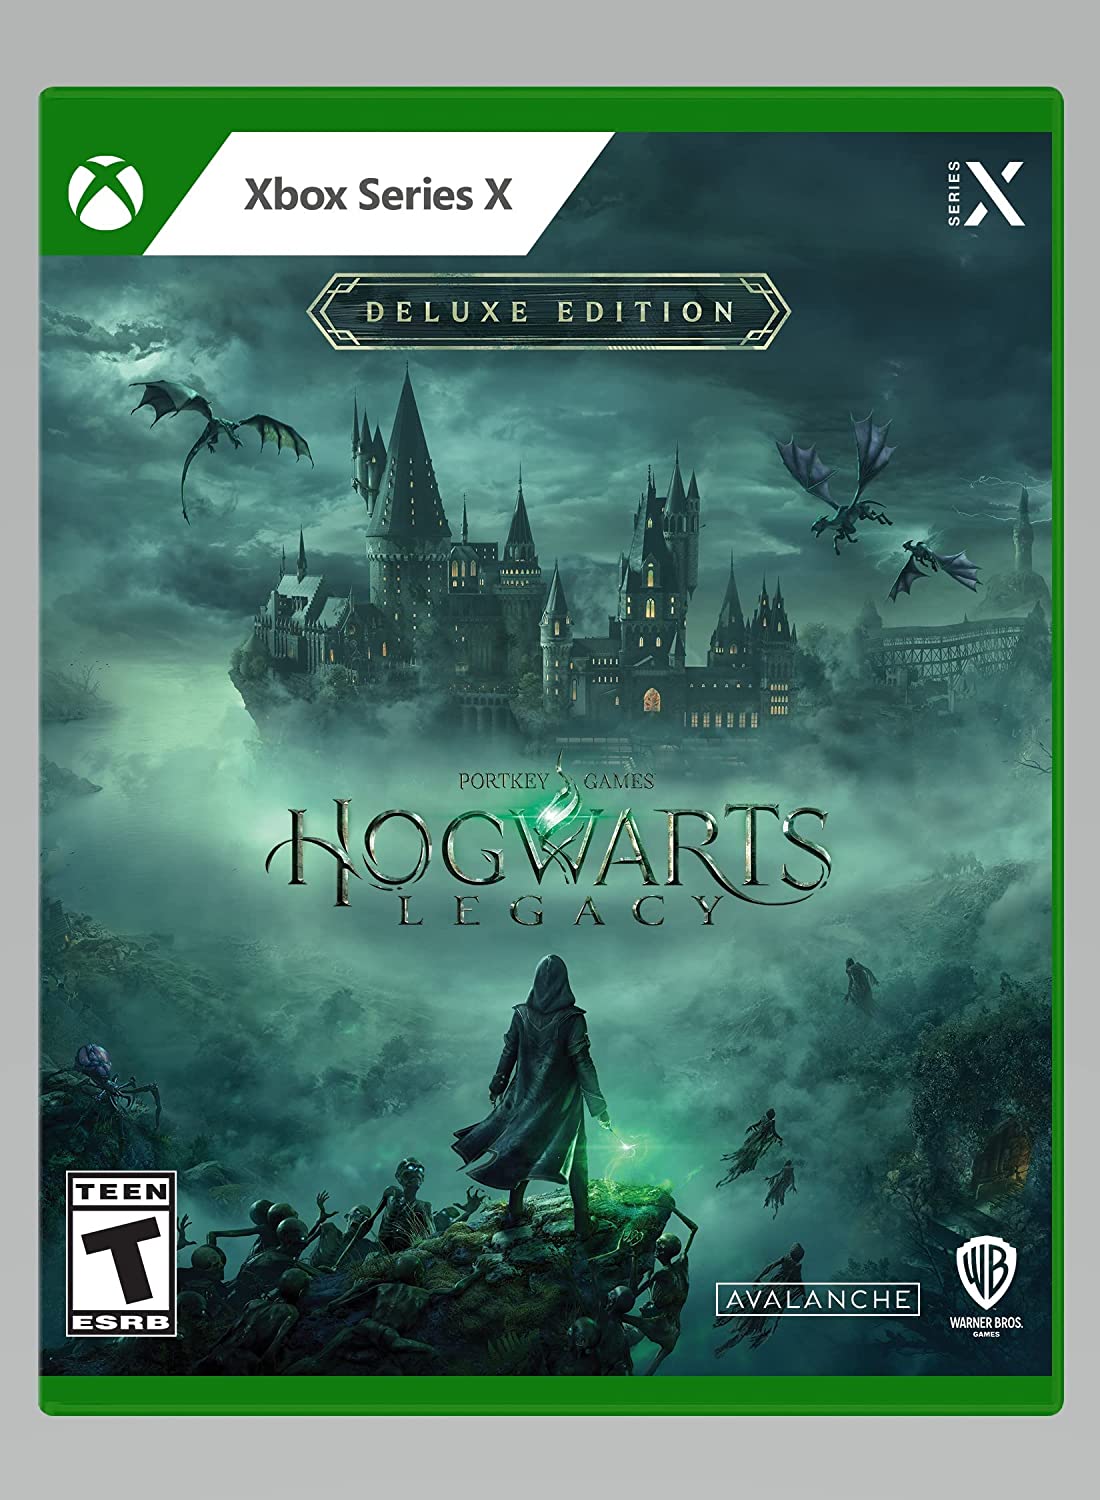 Xbox Series X
SERIES X
DELUXE EDITION
PORTKEY GAMES
HOGWARTS
LEGACY
TEEN
T
ESRB
AVALANCHE
WB
WARNER BROS.
GAMES